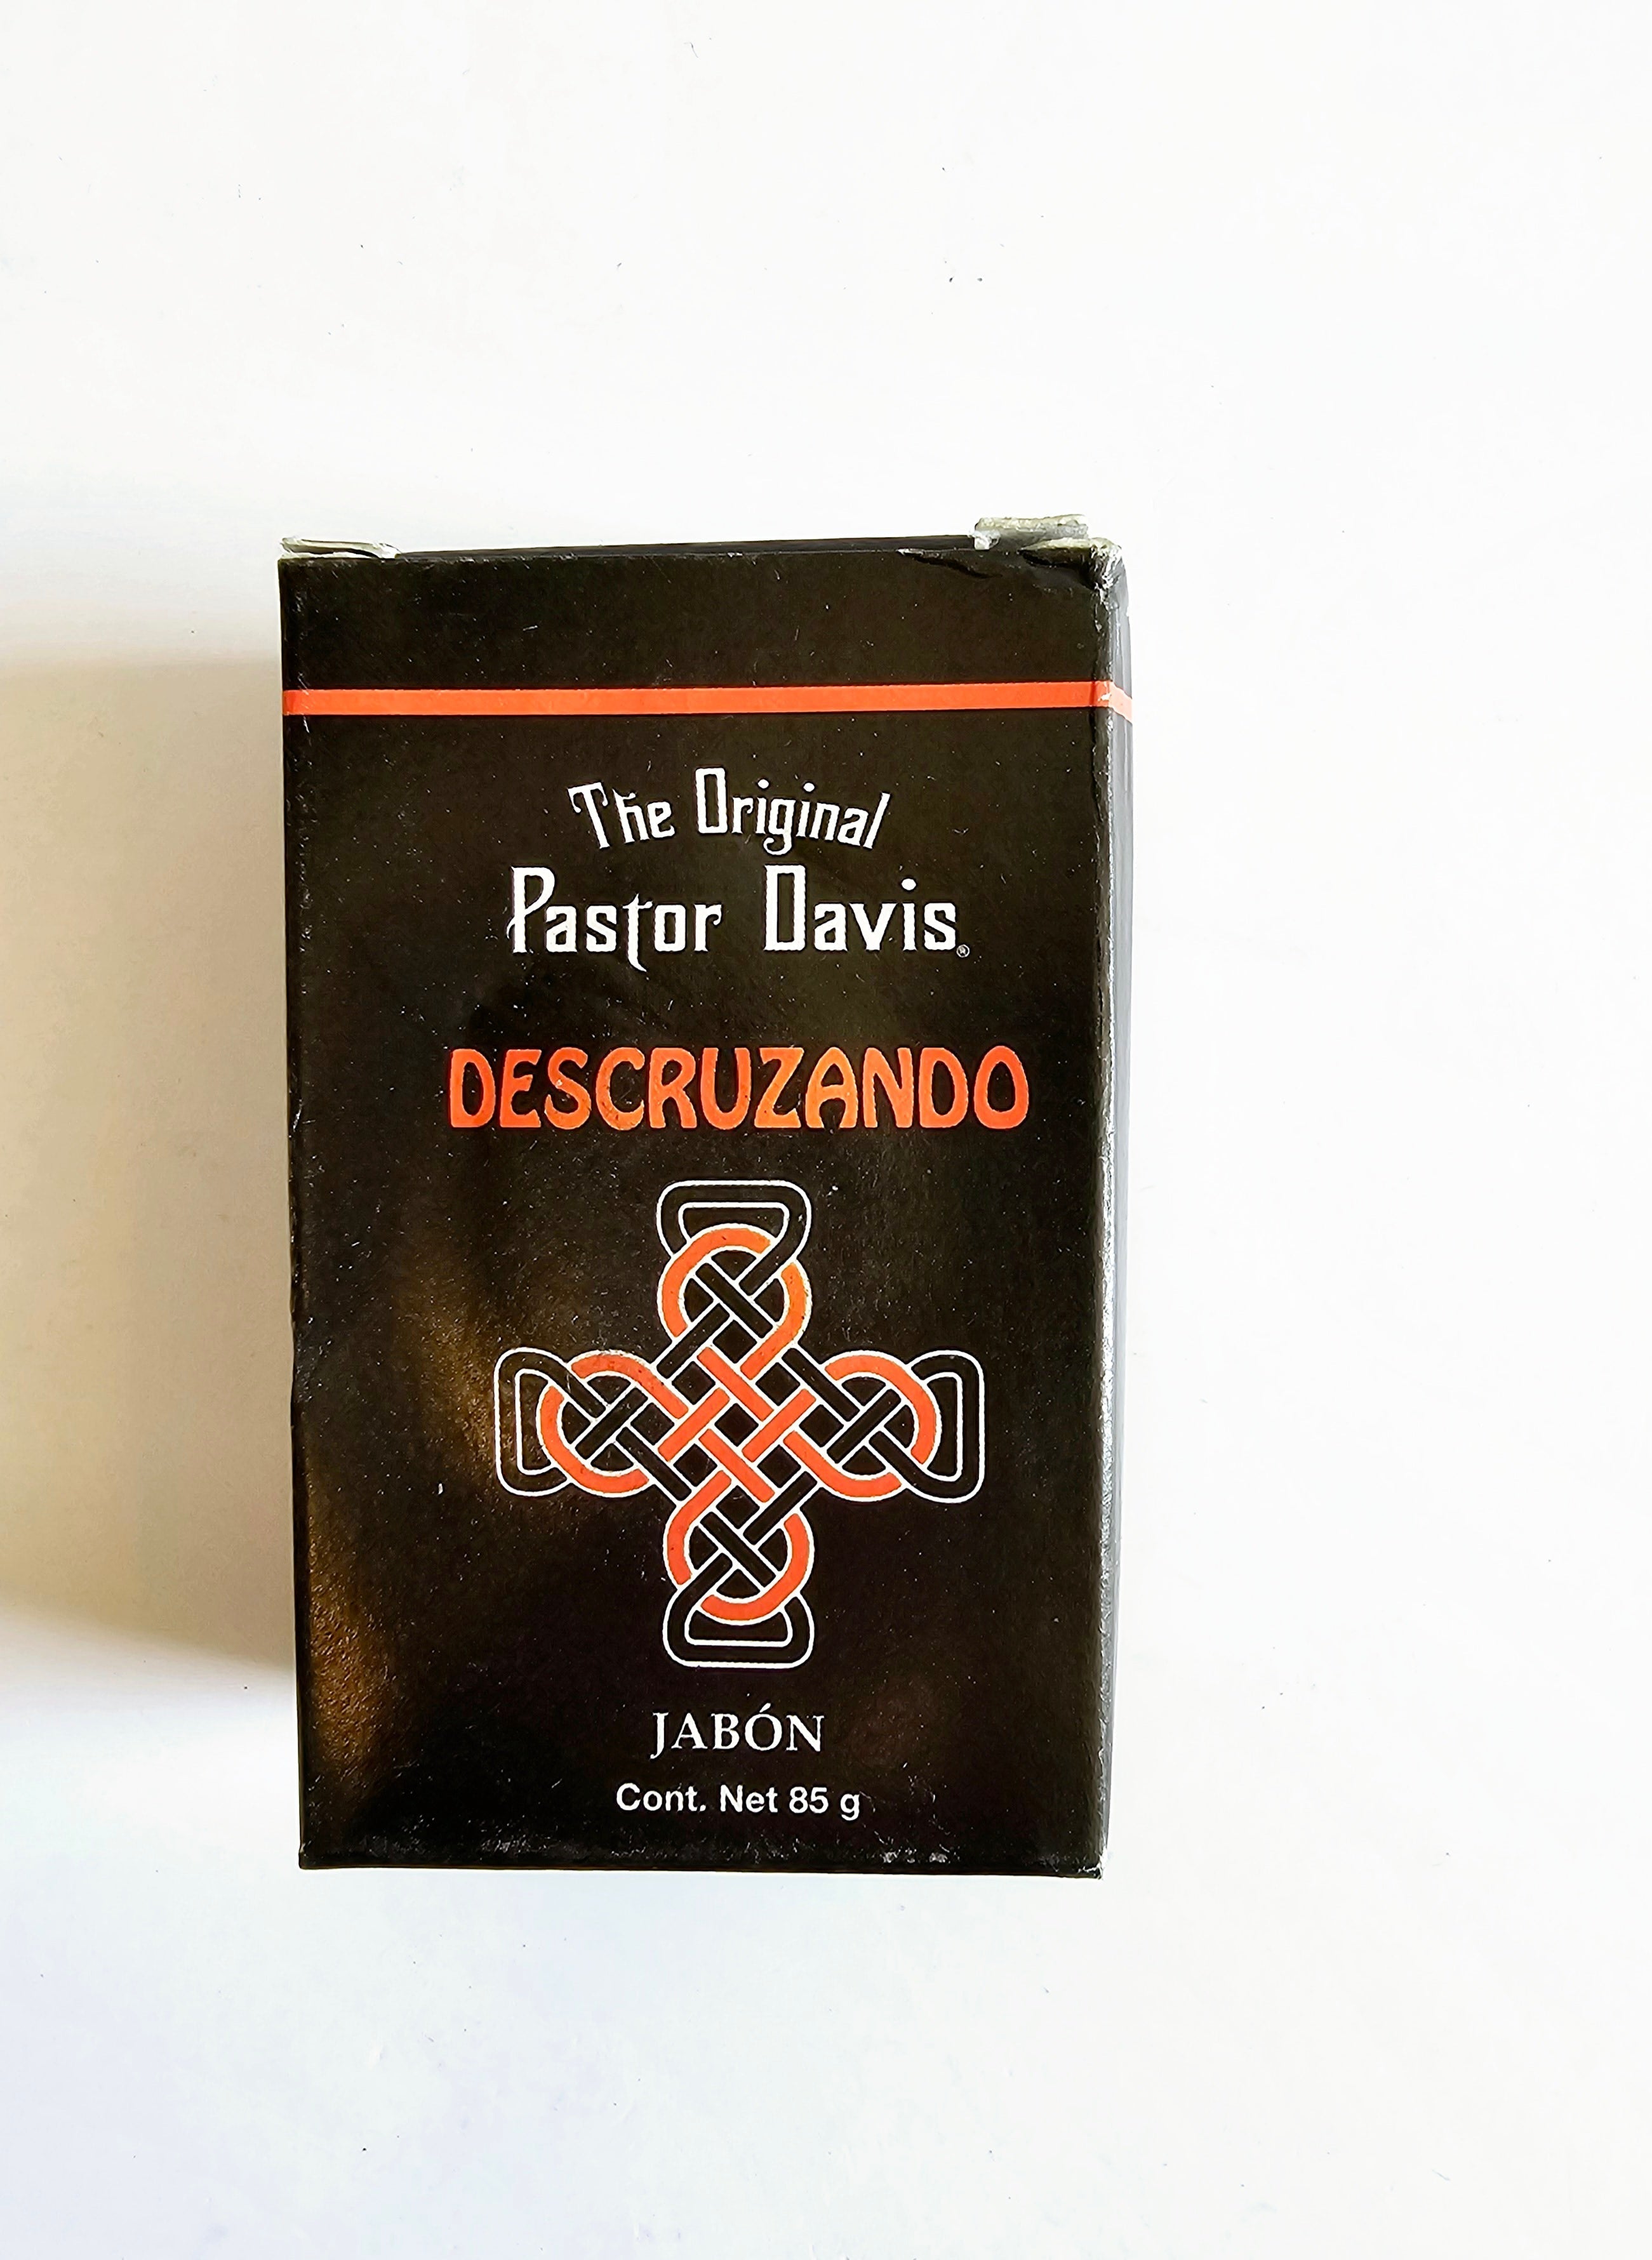 The Original
Pastor Davis®
DESCRUZANDO
JABÓN
Cont. Net 85 g